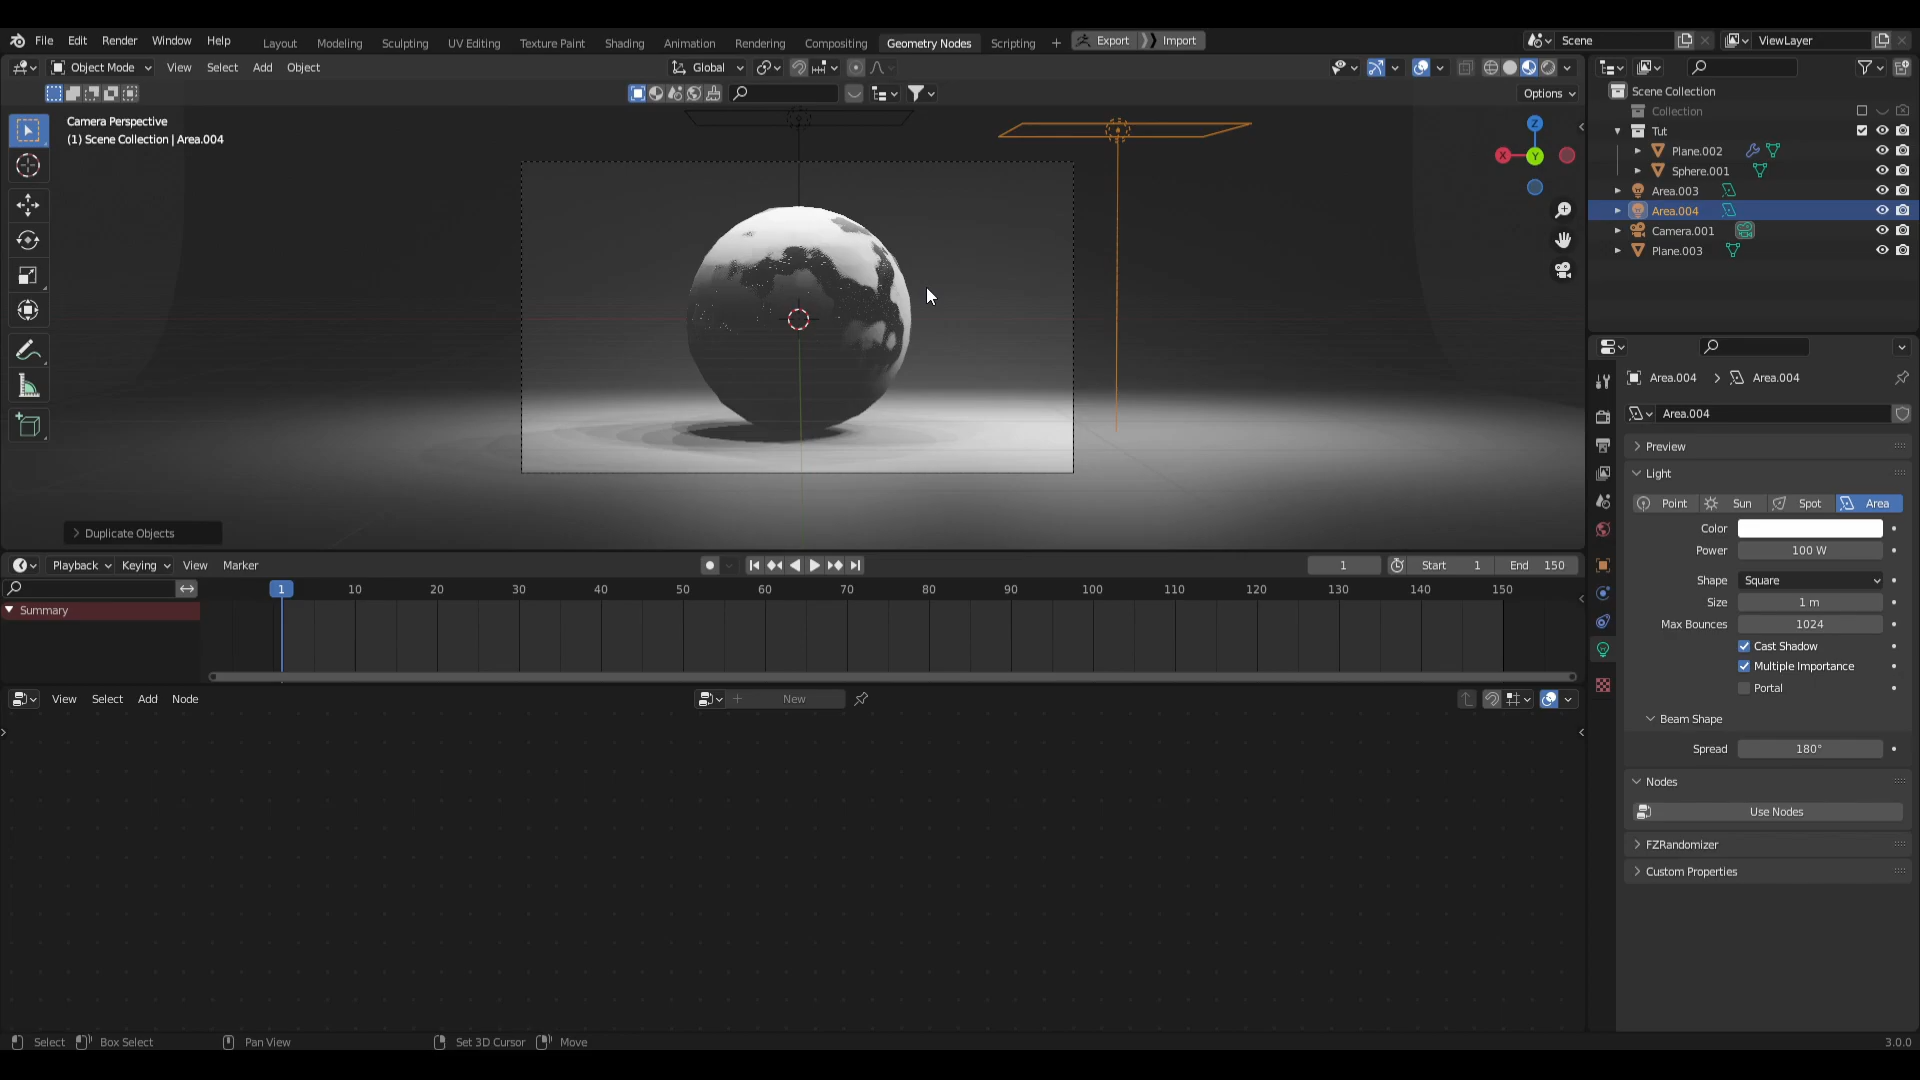 File Edit Render Window Help Layout Modeling Sculpting UV Editing Texture Paint Shading Animation Rendering Compositing Geometry Nodes Scripting + Export Import Scene ViewLayer
Object Mode View Select Add Object Global
Options
Camera Perspective
(1) Scene Collection | Area.004
Z
X
Y
Duplicate Objects
Scene Collection
Collection
Tut
Plane.002
Sphere.001
Area.003
Area.004
Camera.001
Plane.003
Area.004 > Area.004
Area.004
Preview
Light
Point Sun Spot Area
Color
Power 100 W
Shape Square
Size 1 m
Max Bounces 1024
Cast Shadow
Multiple Importance
Portal
Beam Shape
Spread 180°
Nodes
Use Nodes
FZRandomizer
Custom Properties
Playback Keying View Marker 1 Start 1 End 150
1 10 20 30 40 50 60 70 80 90 100 110 120 130 140 150
Summary
View Select Add Node + New
Select Box Select Pan View Set 3D Cursor Move 3.0.0